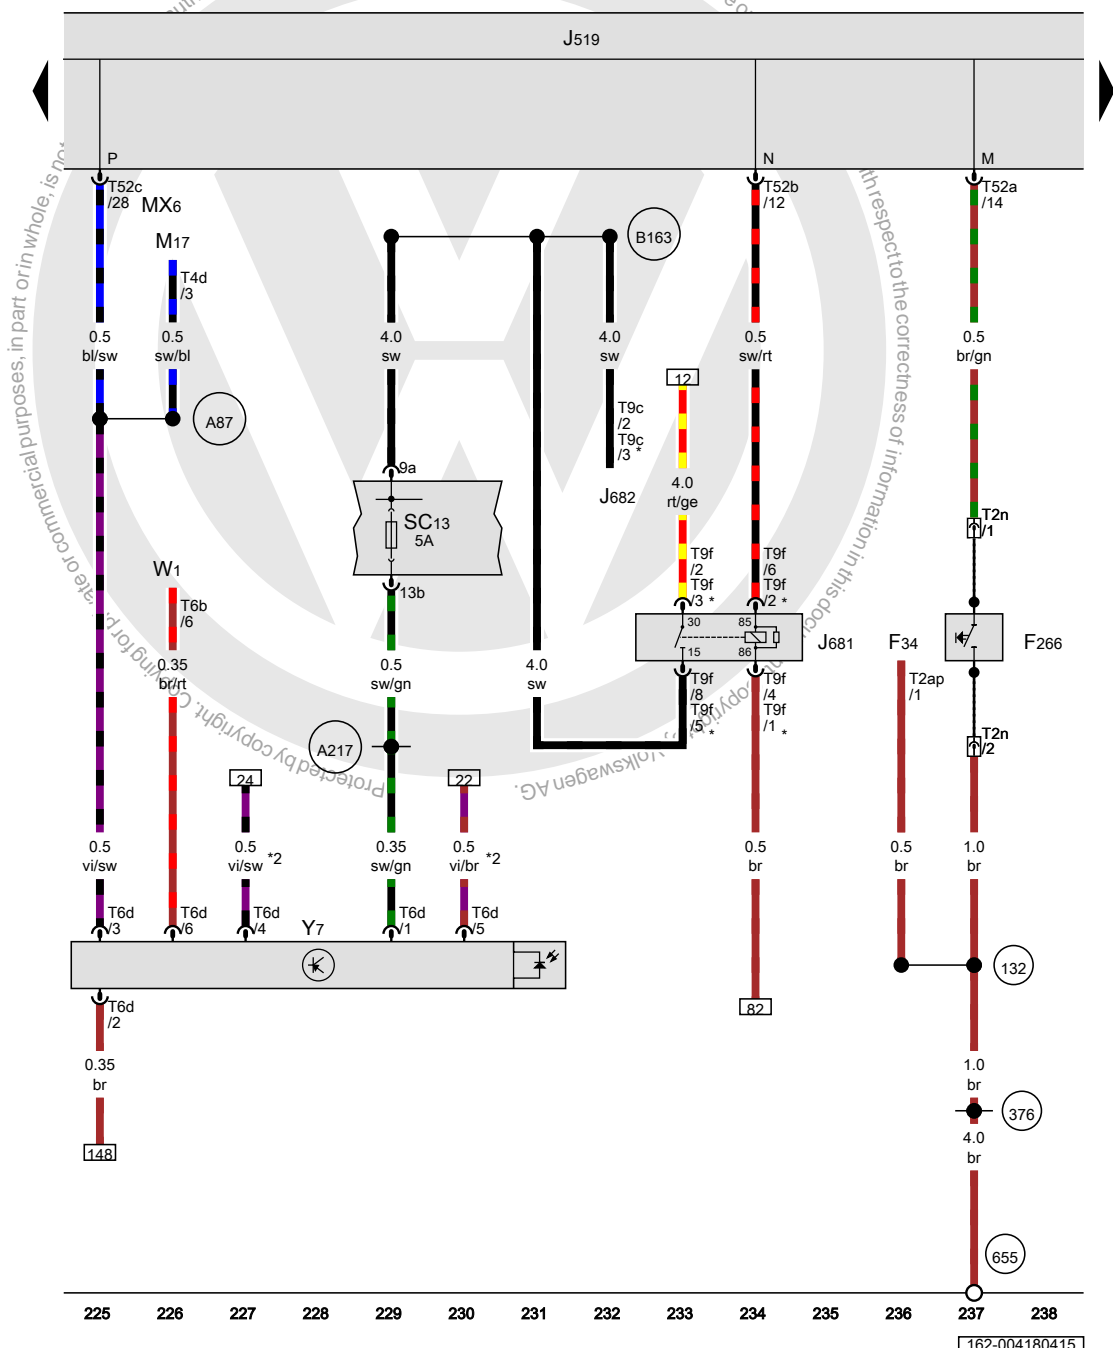 J519
P
N
M
T52c
/28
T52b
/12
T52a
/14
MX6
M17
T4d
/3
B163
0.5
bl/sw
0.5
sw/bl
4.0
sw
4.0
sw
0.5
sw/rt
0.5
br/gn
12
A87
T9c
/2
T9c
/3 *
9a
4.0
rt/ge
J682
SC13
5A
T2n
/1
T9f
/2
T9f
/3 *
T9f
/6
T9f
/2 *
W1
13b
T6b
/6
30
85
15
86
J681
F34
F266
0.35
br/rt
0.5
sw/gn
4.0
sw
T9f
/8
T9f
/5 *
T9f
/4
T9f
/1 *
T2ap
/1
A217
T2n
/2
24
22
0.5
vi/sw
0.5
vi/sw *2
0.35
sw/gn
0.5
vi/br *2
0.5
br
0.5
br
1.0
br
T6d
/3
T6d
/6
T6d
/4
T6d
/1
T6d
/5
Y7
132
T6d
/2
82
0.35
br
1.0
br
376
148
4.0
br
655
225 226 227 228 229 230 231 232 233 234 235 236 237 238
162-004180415